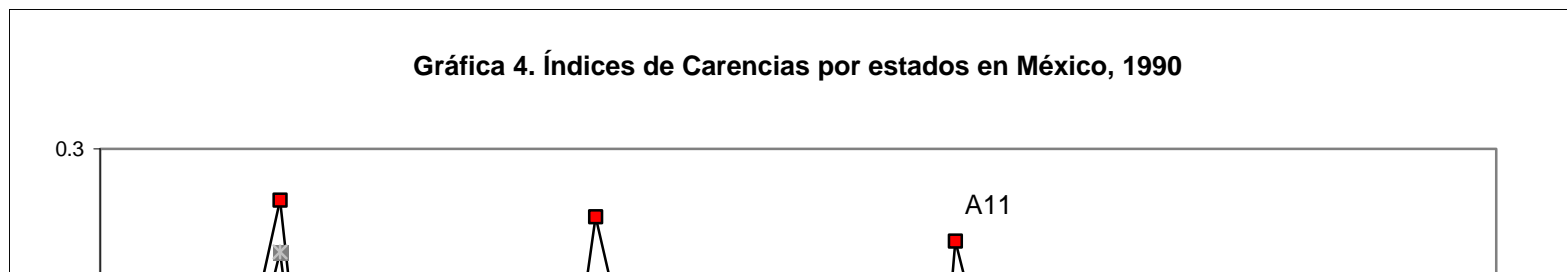 Gráfica 4. Índices de Carencias por estados en México, 1990
0.3
A11